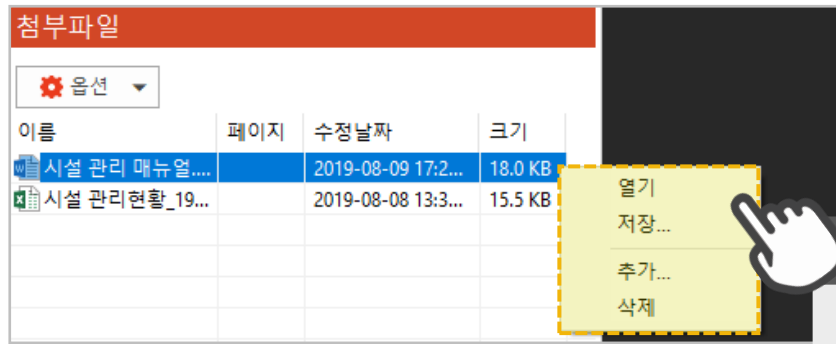 첨부파일
옵션
이름 페이지 수정날짜 크기
시설 관리 매뉴얼.... 2019-08-09 17:2... 18.0 KB
시설 관리현황_19... 2019-08-08 13:3... 15.5 KB
열기
저장...
추가...
삭제